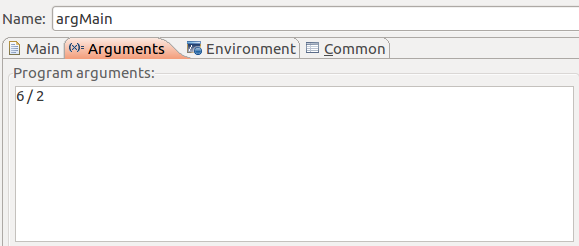 Name: argMain
Main (x)= Arguments Environment Common
Program arguments:
6 / 2